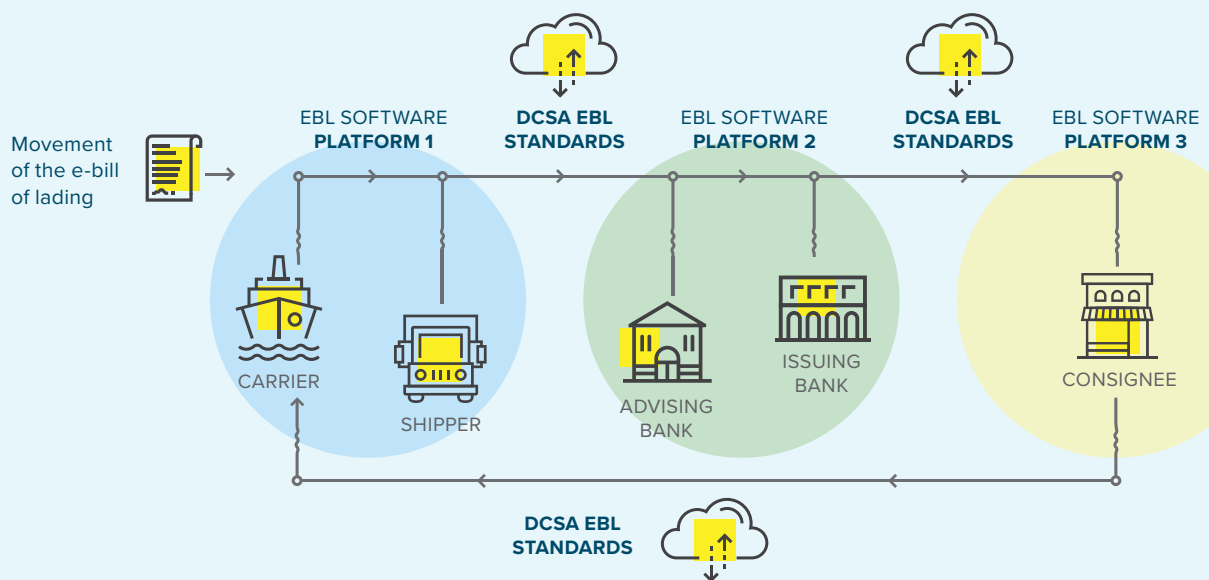 Movement
of the e-bill
of lading
EBL SOFTWARE
PLATFORM 1
DCSA EBL
STANDARDS
EBL SOFTWARE
PLATFORM 2
DCSA EBL
STANDARDS
EBL SOFTWARE
PLATFORM 3
CARRIER
SHIPPER
ADVISING
BANK
ISSUING
BANK
CONSIGNEE
DCSA EBL
STANDARDS